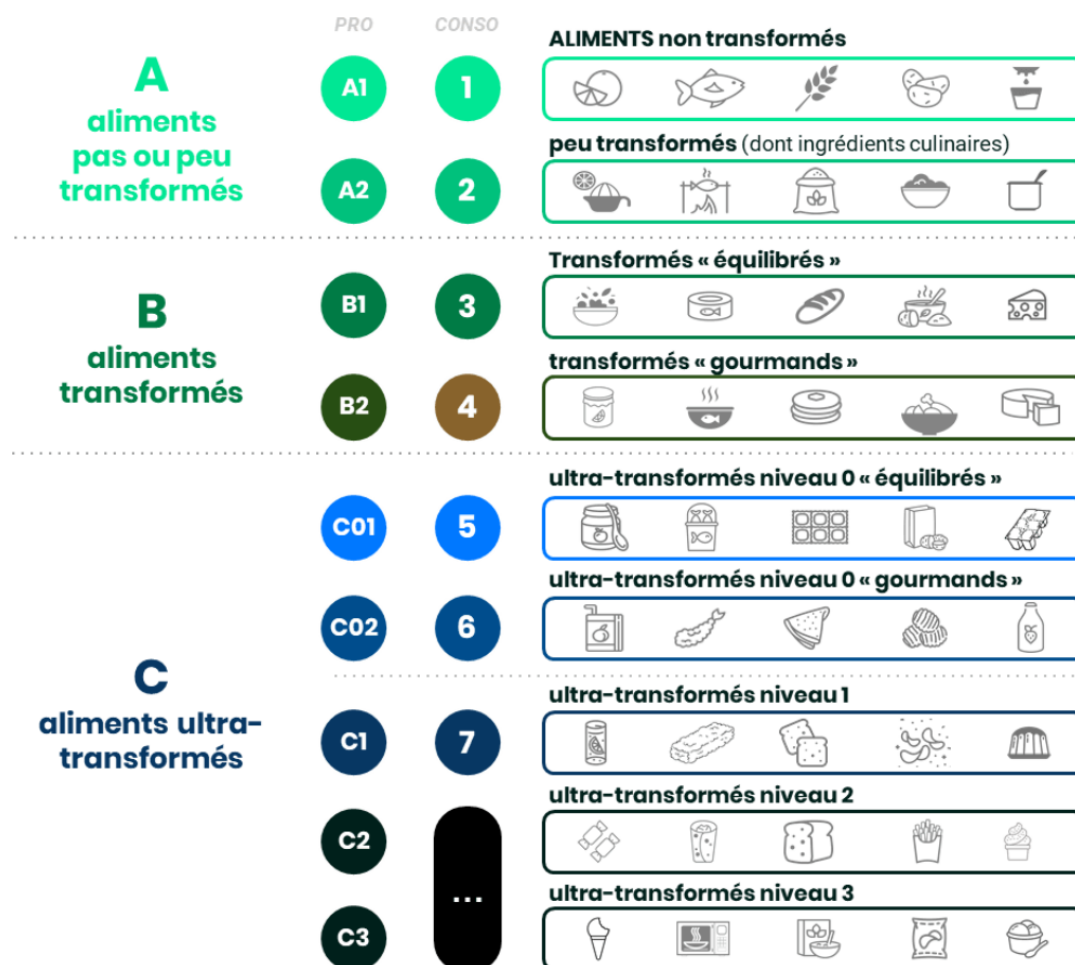 PRO CONSO
A
aliments
pas ou peu
transformés
A1 1
ALIMENTS non transformés
A2 2
peu transformés (dont ingrédients culinaires)
B
aliments
transformés
B1 3
Transformés « équilibrés »
B2 4
transformés « gourmands »
C
aliments ultra-
transformés
C01 5
ultra-transformés niveau 0 « équilibrés »
C02 6
ultra-transformés niveau 0 « gourmands »
C1 7
ultra-transformés niveau 1
C2
ultra-transformés niveau 2
...
C3
ultra-transformés niveau 3